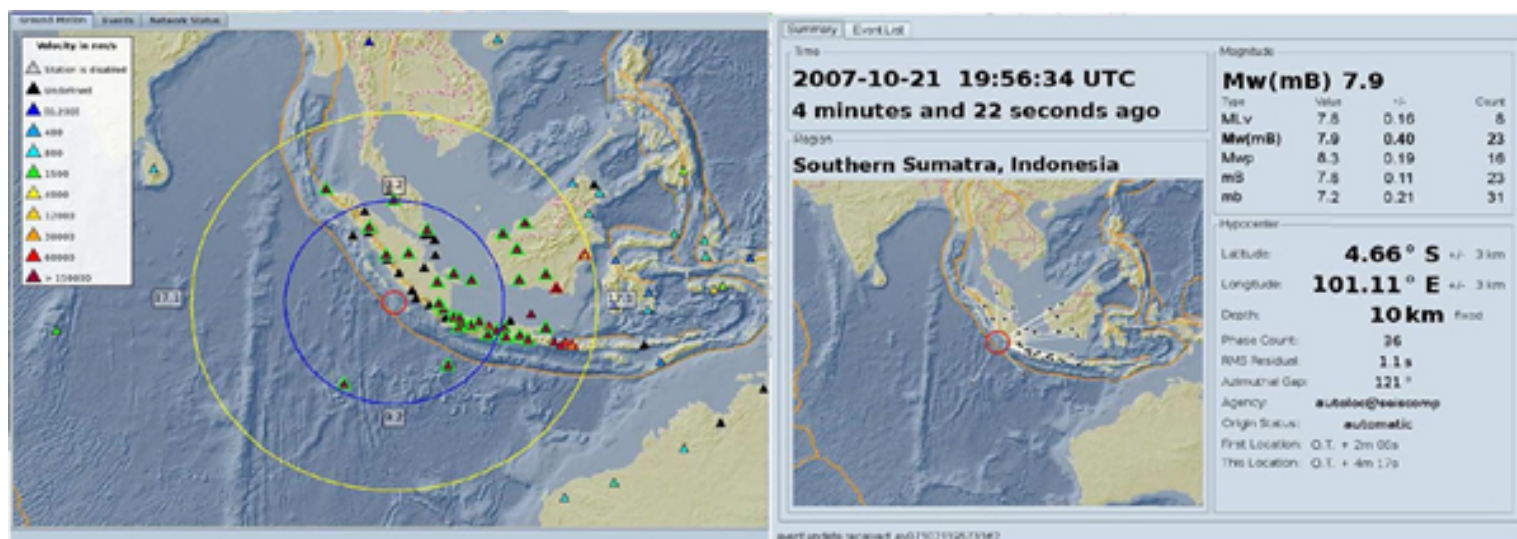 Ground Motion Events Network Status
Velocity in nm/s
Station is disabled
Undefined
400
800
1500
4000
12000
30000
60000
> 150000
9.2
Summary Event List
Time
2007-10-21 19:56:34 UTC
4 minutes and 22 seconds ago
Region
Southern Sumatra, Indonesia
Magnitude
Mw(mB) 7.9
Type Value +/- Count
MLv 7.8 0.16 8
Mw(mB) 7.9 0.40 23
Mwp 8.3 0.19 16
mB 7.8 0.11 23
mb 7.2 0.21 31
Hypocenter
Latitude: 4.66° S +/- 3 km
Longitude: 101.11° E +/- 3 km
Depth: 10 km fixed
Phase Count: 36
RMS Residual: 1.1 s
Azimuthal Gap: 121 °
Agency: autoloc@seiscomp
Origin Status: automatic
First Location: O.T. + 2m 00s
This Location: O.T. + 4m 17s
event update received